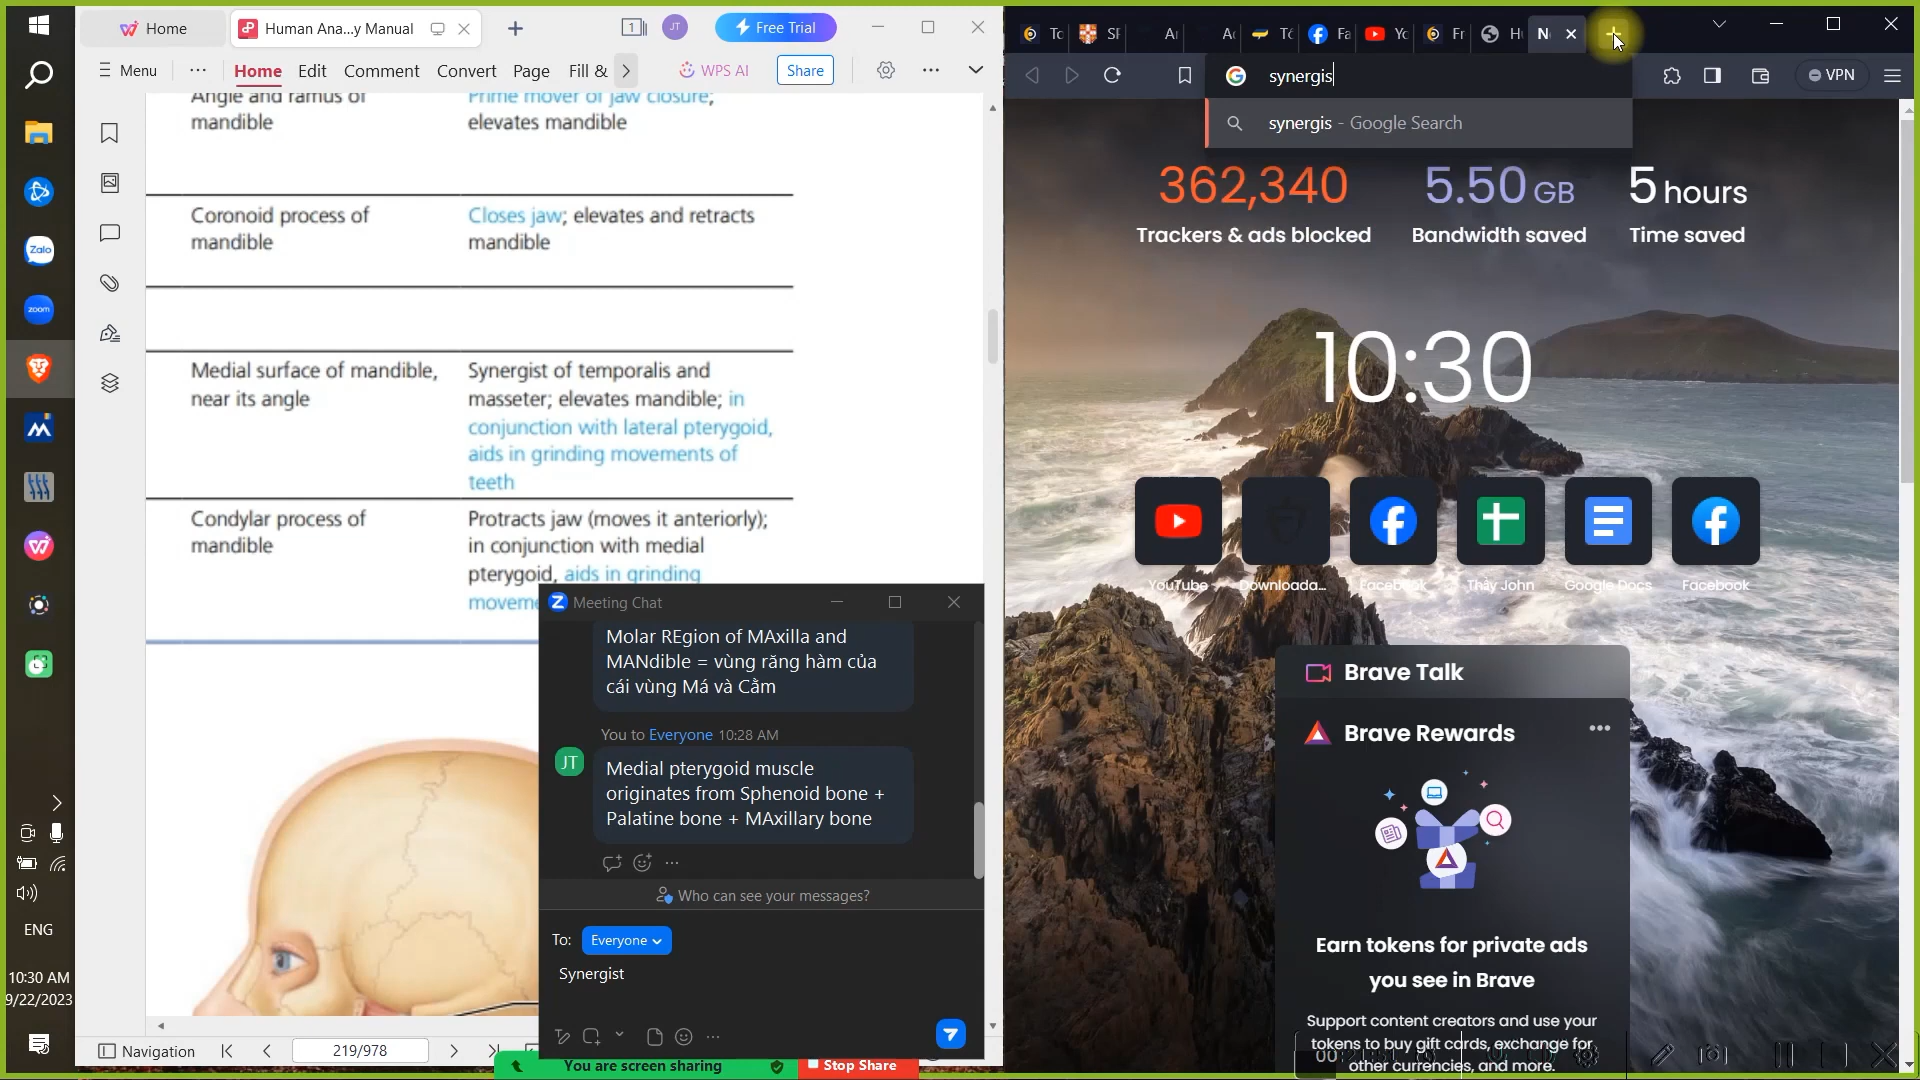 Home
Human Ana...y Manual
1
JT
Free Trial
Menu
Home
Edit
Comment
Convert
Page
Fill &
WPS AI
Share
Angle and ramus of
mandible
Prime mover of jaw closure;
elevates mandible
Coronoid process of
mandible
Closes jaw; elevates and retracts
mandible
Medial surface of mandible,
near its angle
Synergist of temporalis and
masseter; elevates mandible; in
conjunction with lateral pterygoid,
aids in grinding movements of
teeth
Condylar process of
mandible
Protracts jaw (moves it anteriorly);
in conjunction with medial
pterygoid, aids in grinding
Meeting Chat
Molar REgion of MAxilla and
MANdible = vùng răng hàm của
cái vùng Má và Cằm
You to Everyone 10:28 AM
JT
Medial pterygoid muscle
originates from Sphenoid bone +
Palatine bone + MAxillary bone
Who can see your messages?
To:
Everyone
Synergist
Navigation
219/978
You are screen sharing
Stop Share
Zalo
zoom
ENG
10:30 AM
9/22/2023
synergis
synergis - Google Search
VPN
362,340
Trackers & ads blocked
5.50 GB
Bandwidth saved
5 hours
Time saved
10:30
YouTube
Downloada...
Facebook
Thầy John
Google Docs
Facebook
Brave Talk
Brave Rewards
Earn tokens for private ads
you see in Brave
Support content creators and use your
tokens to buy gift cards, exchange for
other currencies, and more.